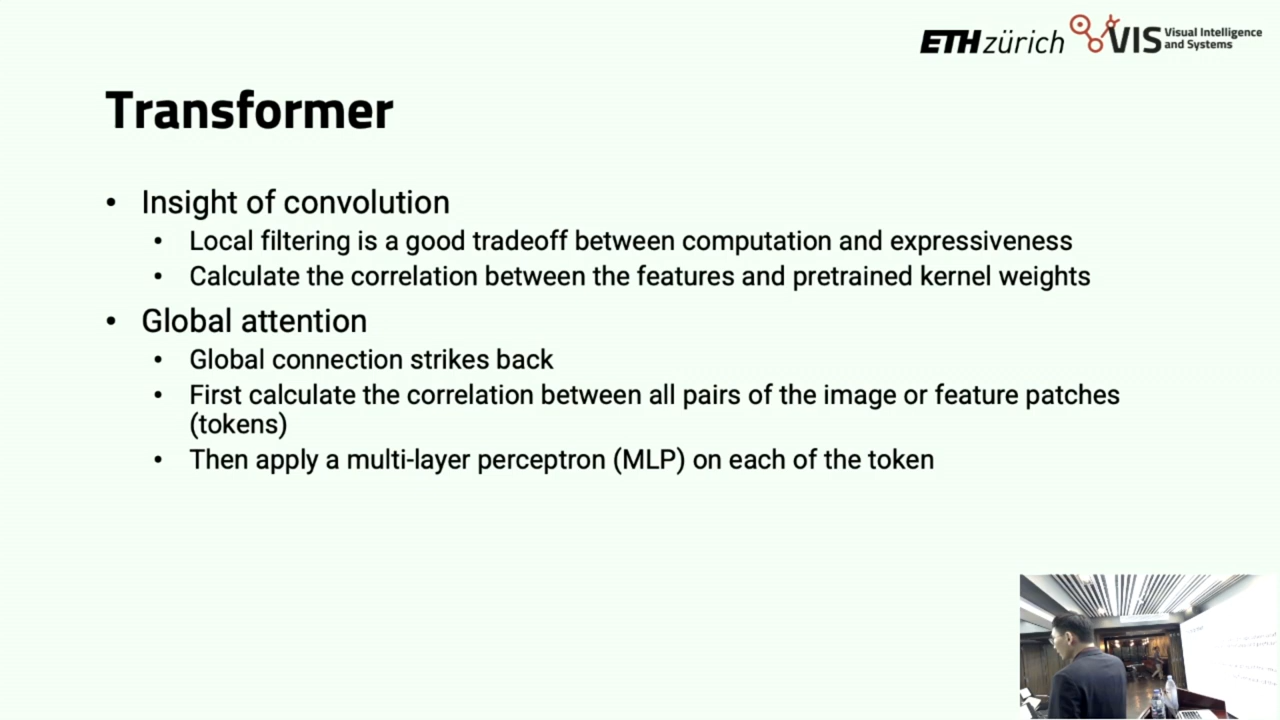 ETH zürich
VIS Visual Intelligence
and Systems
Transformer
• Insight of convolution
• Local filtering is a good tradeoff between computation and expressiveness
• Calculate the correlation between the features and pretrained kernel weights
• Global attention
• Global connection strikes back
• First calculate the correlation between all pairs of the image or feature patches
(tokens)
• Then apply a multi-layer perceptron (MLP) on each of the token